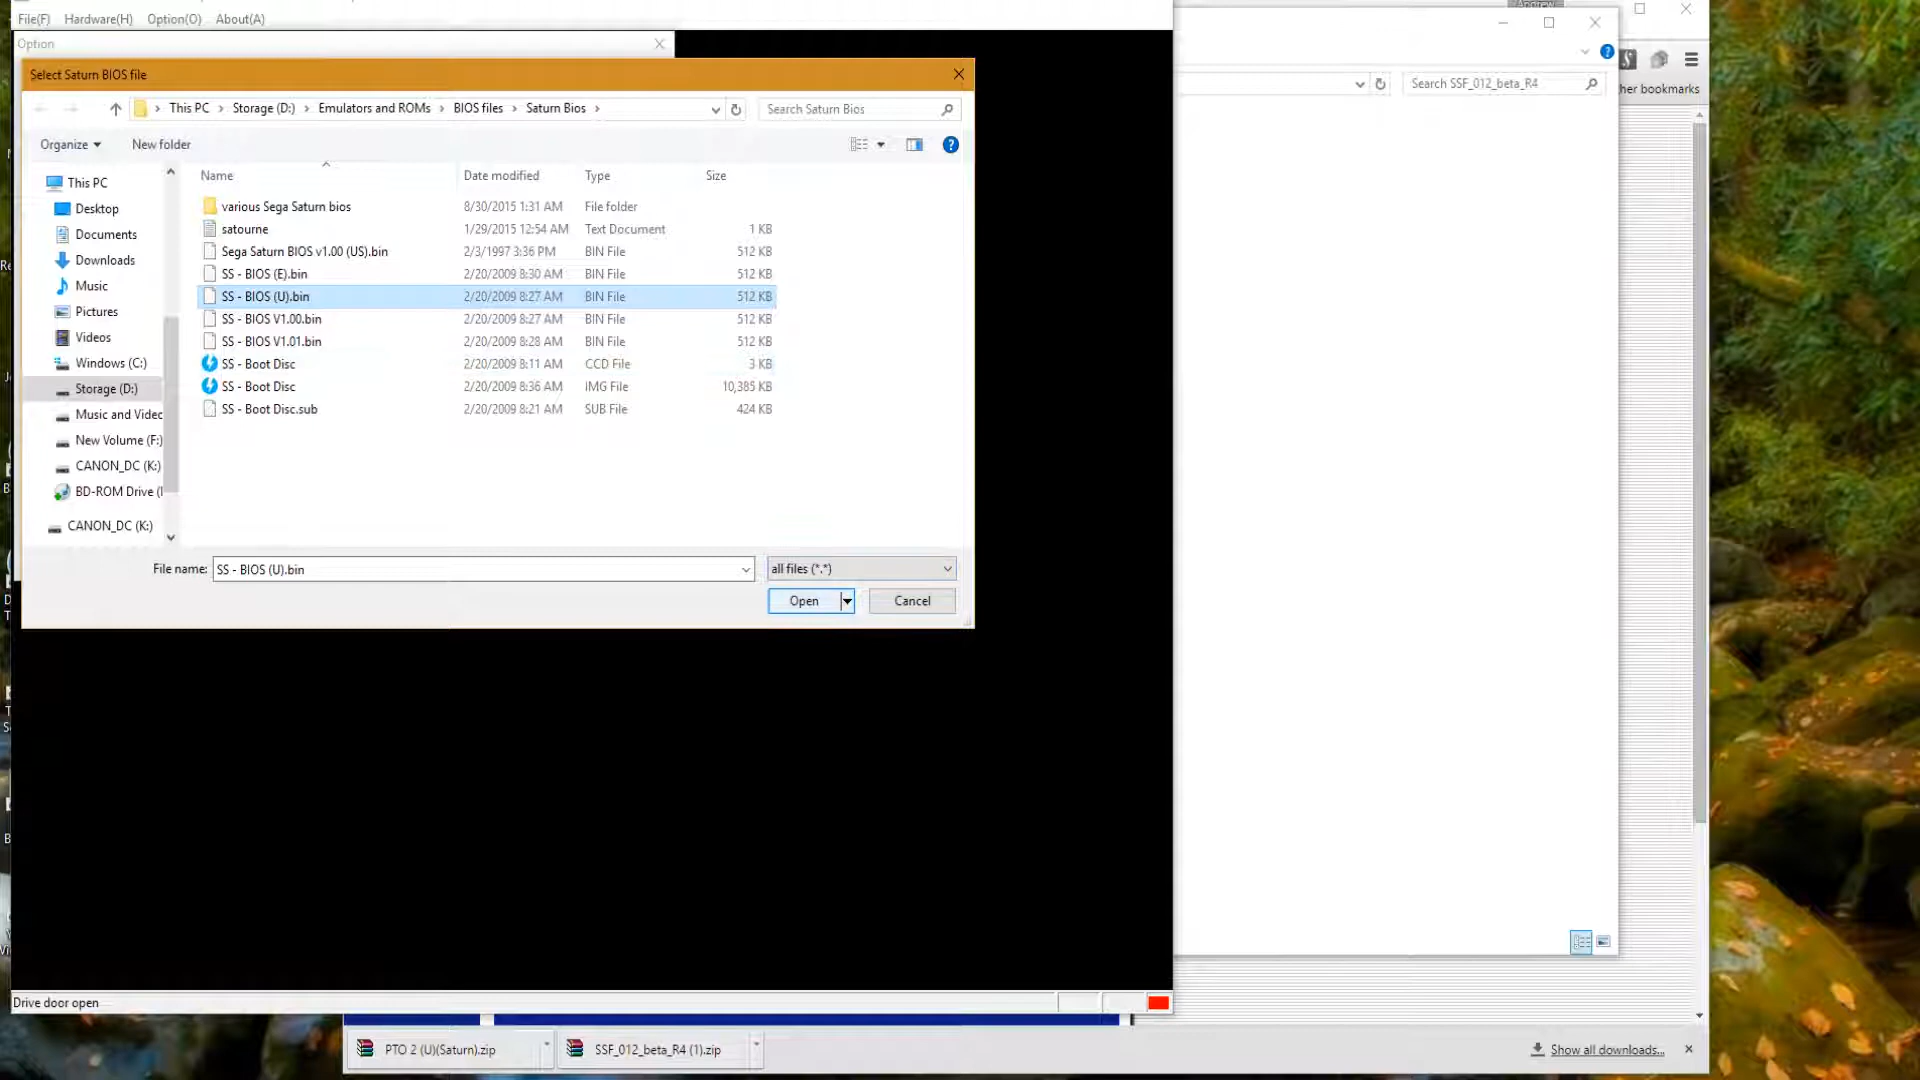 File(F) Hardware(H) Option(O) About(A)
Option
Select Saturn BIOS file
This PC Storage (D:) Emulators and ROMs BIOS files Saturn Bios
Search Saturn Bios
Search SSF_012_beta_R4
her bookmarks
Organize New folder
Name Date modified Type Size
various Sega Saturn bios 8/30/2015 1:31 AM File folder
satourne 1/29/2015 12:54 AM Text Document 1 KB
Sega Saturn BIOS v1.00 (US).bin 2/3/1997 3:36 PM BIN File 512 KB
SS - BIOS (E).bin 2/20/2009 8:30 AM BIN File 512 KB
SS - BIOS (U).bin 2/20/2009 8:27 AM BIN File 512 KB
SS - BIOS V1.00.bin 2/20/2009 8:27 AM BIN File 512 KB
SS - BIOS V1.01.bin 2/20/2009 8:28 AM BIN File 512 KB
SS - Boot Disc 2/20/2009 8:11 AM CCD File 3 KB
SS - Boot Disc 2/20/2009 8:36 AM IMG File 10,385 KB
SS - Boot Disc.sub 2/20/2009 8:21 AM SUB File 424 KB
This PC
Desktop
Documents
Downloads
Music
Pictures
Videos
Windows (C:)
Storage (D:)
Music and Videc
New Volume (F:)
CANON_DC (K:)
BD-ROM Drive (I
CANON_DC (K:)
File name: SS - BIOS (U).bin
all files (*.*)
Open Cancel
Drive door open
PTO 2 (U)(Saturn).zip
SSF_012_beta_R4 (1).zip
Show all downloads...